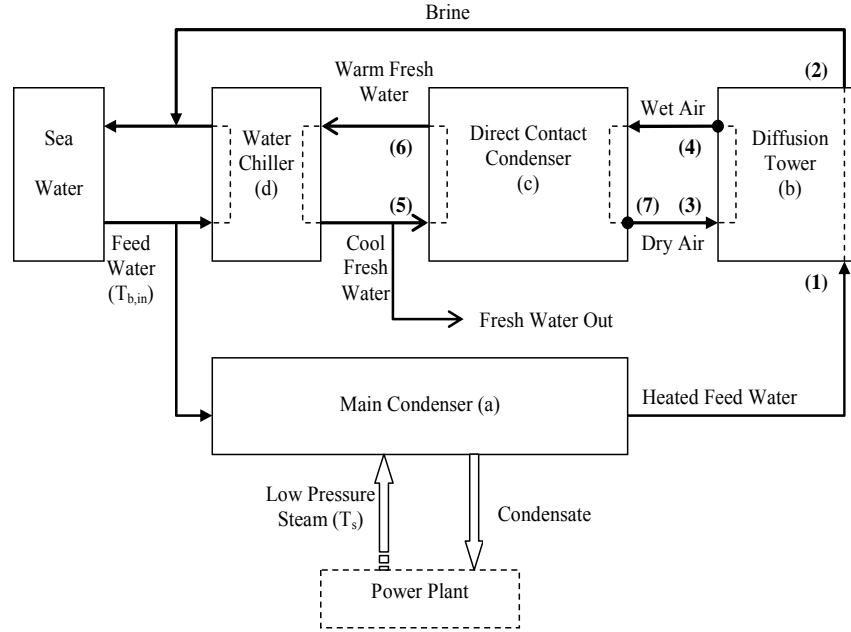 Brine
Sea
Water
Feed
Water
(T_b,in)
Water
Chiller
(d)
Warm Fresh
Water
(6)
(5)
Cool
Fresh
Water
Fresh Water Out
Direct Contact
Condenser
(c)
Wet Air
(4)
(7)
(3)
Dry Air
(2)
Diffusion
Tower
(b)
(1)
Main Condenser (a)
Heated Feed Water
Low Pressure
Steam (T_s)
Condensate
Power Plant